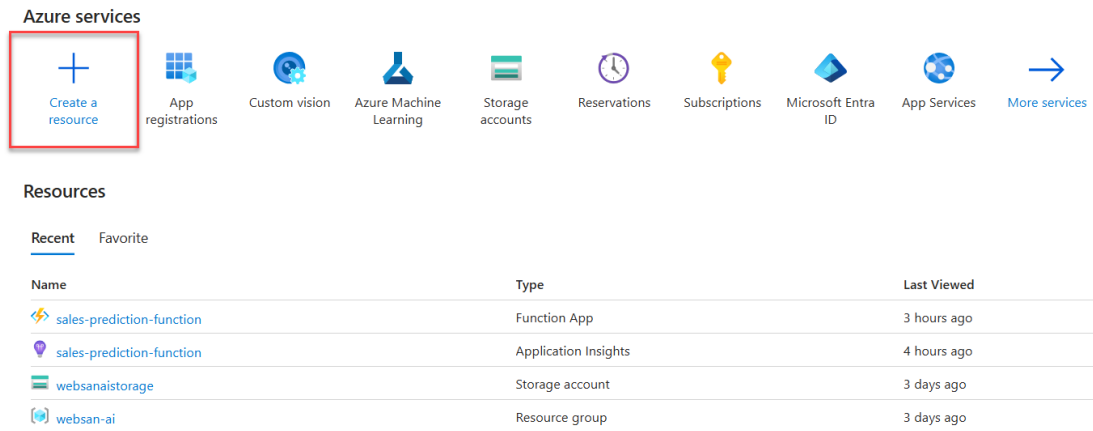 Azure services
Create a resource
App registrations
Custom vision
Azure Machine Learning
Storage accounts
Reservations
Subscriptions
Microsoft Entra ID
App Services
More services
Resources
Recent Favorite
Name Type Last Viewed
sales-prediction-function Function App 3 hours ago
sales-prediction-function Application Insights 4 hours ago
websanaistorage Storage account 3 days ago
websan-ai Resource group 3 days ago